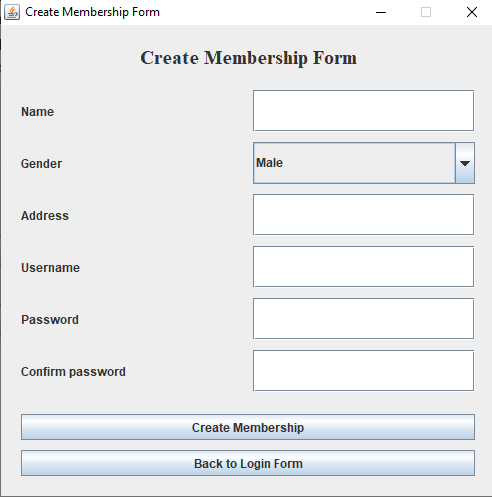 Create Membership Form
Create Membership Form
Name
Gender
Male
Address
Username
Password
Confirm password
Create Membership
Back to Login Form